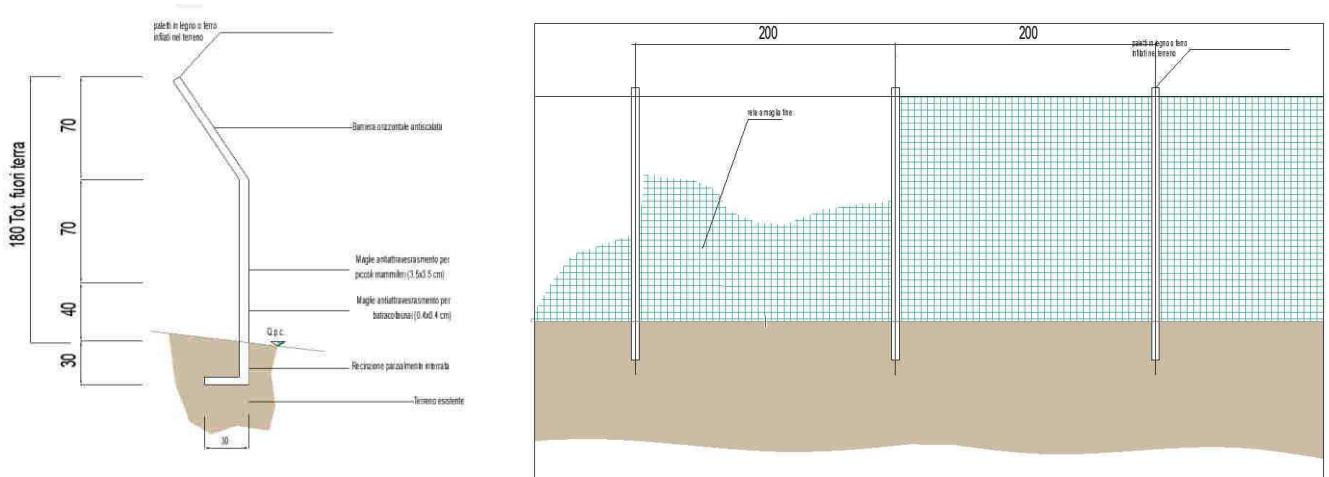 paletti in legno o ferro
infilati nel terreno
180 Tot. fuori terra
70
70
40
30
Barriera orizzontale antiscalata
Maglie antiattraversamento per
piccoli mammiferi (3.5x3.5 cm)
Maglie antiattraversamento per
batracofauna (0.4x0.4 cm)
Q.p.c.
Recinzione parzialmente interrata
Terreno esistente
30
200
200
paletti in legno o ferro
infilati nel terreno
rete a maglia fine